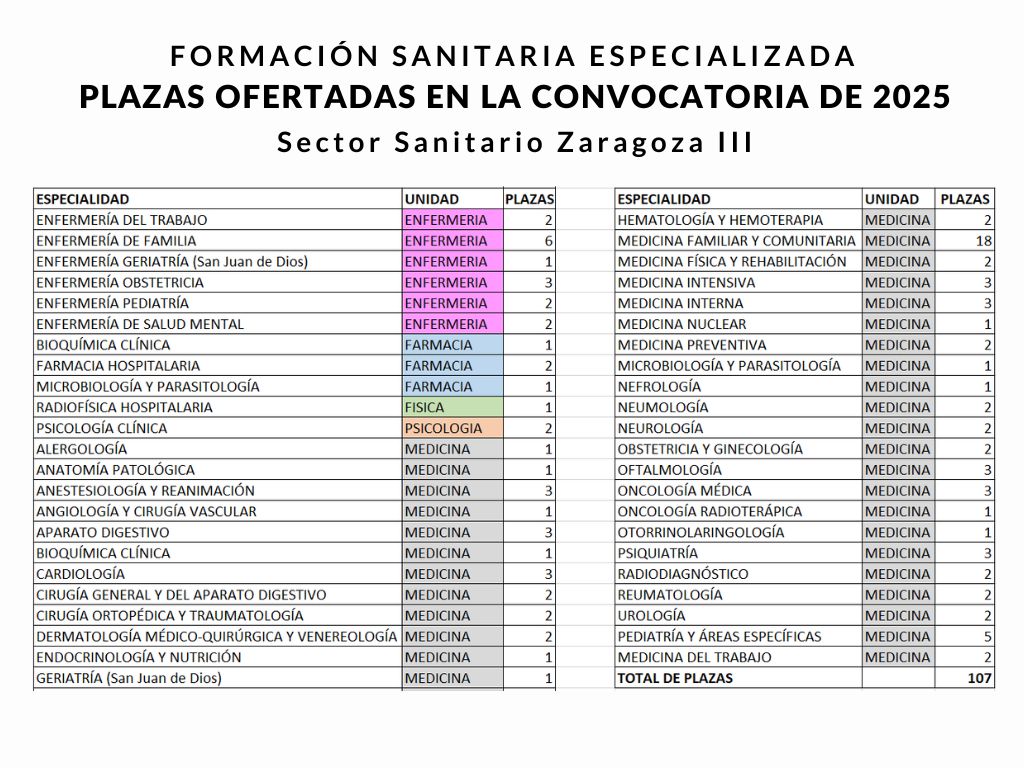 FORMACIÓN SANITARIA ESPECIALIZADA
PLAZAS OFERTADAS EN LA CONVOCATORIA DE 2025
Sector Sanitario Zaragoza III
ESPECIALIDAD UNIDAD PLAZAS
ENFERMERÍA DEL TRABAJO ENFERMERIA 2
ENFERMERÍA DE FAMILIA ENFERMERIA 6
ENFERMERÍA GERIATRÍA (San Juan de Dios) ENFERMERIA 1
ENFERMERÍA OBSTETRICIA ENFERMERIA 3
ENFERMERÍA PEDIATRÍA ENFERMERIA 2
ENFERMERÍA DE SALUD MENTAL ENFERMERIA 2
BIOQUÍMICA CLÍNICA FARMACIA 1
FARMACIA HOSPITALARIA FARMACIA 2
MICROBIOLOGÍA Y PARASITOLOGÍA FARMACIA 1
RADIOFÍSICA HOSPITALARIA FISICA 1
PSICOLOGÍA CLÍNICA PSICOLOGIA 2
ALERGOLOGÍA MEDICINA 1
ANATOMÍA PATOLÓGICA MEDICINA 1
ANESTESIOLOGÍA Y REANIMACIÓN MEDICINA 3
ANGIOLOGÍA Y CIRUGÍA VASCULAR MEDICINA 1
APARATO DIGESTIVO MEDICINA 3
BIOQUÍMICA CLÍNICA MEDICINA 1
CARDIOLOGÍA MEDICINA 3
CIRUGÍA GENERAL Y DEL APARATO DIGESTIVO MEDICINA 2
CIRUGÍA ORTOPÉDICA Y TRAUMATOLOGÍA MEDICINA 2
DERMATOLOGÍA MÉDICO-QUIRÚRGICA Y VENEREOLOGÍA MEDICINA 2
ENDOCRINOLOGÍA Y NUTRICIÓN MEDICINA 1
GERIATRÍA (San Juan de Dios) MEDICINA 1
ESPECIALIDAD UNIDAD PLAZAS
HEMATOLOGÍA Y HEMOTERAPIA MEDICINA 2
MEDICINA FAMILIAR Y COMUNITARIA MEDICINA 18
MEDICINA FÍSICA Y REHABILITACIÓN MEDICINA 2
MEDICINA INTENSIVA MEDICINA 3
MEDICINA INTERNA MEDICINA 3
MEDICINA NUCLEAR MEDICINA 1
MEDICINA PREVENTIVA MEDICINA 2
MICROBIOLOGÍA Y PARASITOLOGÍA MEDICINA 1
NEFROLOGÍA MEDICINA 1
NEUMOLOGÍA MEDICINA 2
NEUROLOGÍA MEDICINA 2
OBSTETRICIA Y GINECOLOGÍA MEDICINA 2
OFTALMOLOGÍA MEDICINA 3
ONCOLOGÍA MÉDICA MEDICINA 3
ONCOLOGÍA RADIOTERÁPICA MEDICINA 1
OTORRINOLARINGOLOGÍA MEDICINA 1
PSIQUIATRÍA MEDICINA 3
RADIODIAGNÓSTICO MEDICINA 2
REUMATOLOGÍA MEDICINA 2
UROLOGÍA MEDICINA 2
PEDIATRÍA Y ÁREAS ESPECÍFICAS MEDICINA 5
MEDICINA DEL TRABAJO MEDICINA 2
TOTAL DE PLAZAS 107